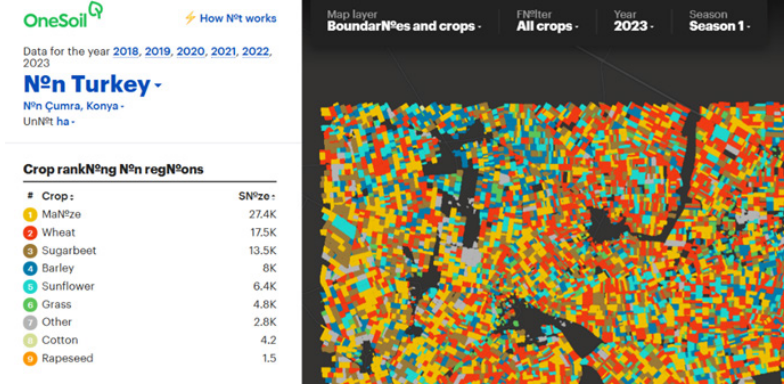 OneSoil
⚡ How Nºt works
Data for the year 2018, 2019, 2020, 2021, 2022,
2023
Nºn Turkey
Nºn Çumra, Konya
UnNºt ha
Crop rankNºng Nºn regNºons
# Crop SNºze
1 MaNºze 27.4K
2 Wheat 17.5K
3 Sugarbeet 13.5K
4 Barley 8K
5 Sunflower 6.4K
6 Grass 4.8K
7 Other 2.8K
8 Cotton 4.2
9 Rapeseed 1.5
Map layer FNºlter Year Season
BoundarNºes and crops All crops 2023 Season 1